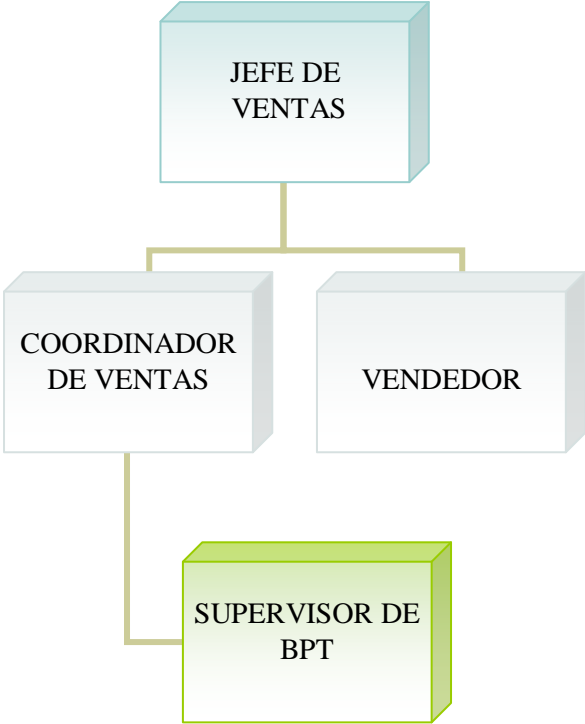 JEFE DE
VENTAS
COORDINADOR
DE VENTAS
VENDEDOR
SUPERVISOR DE
BPT